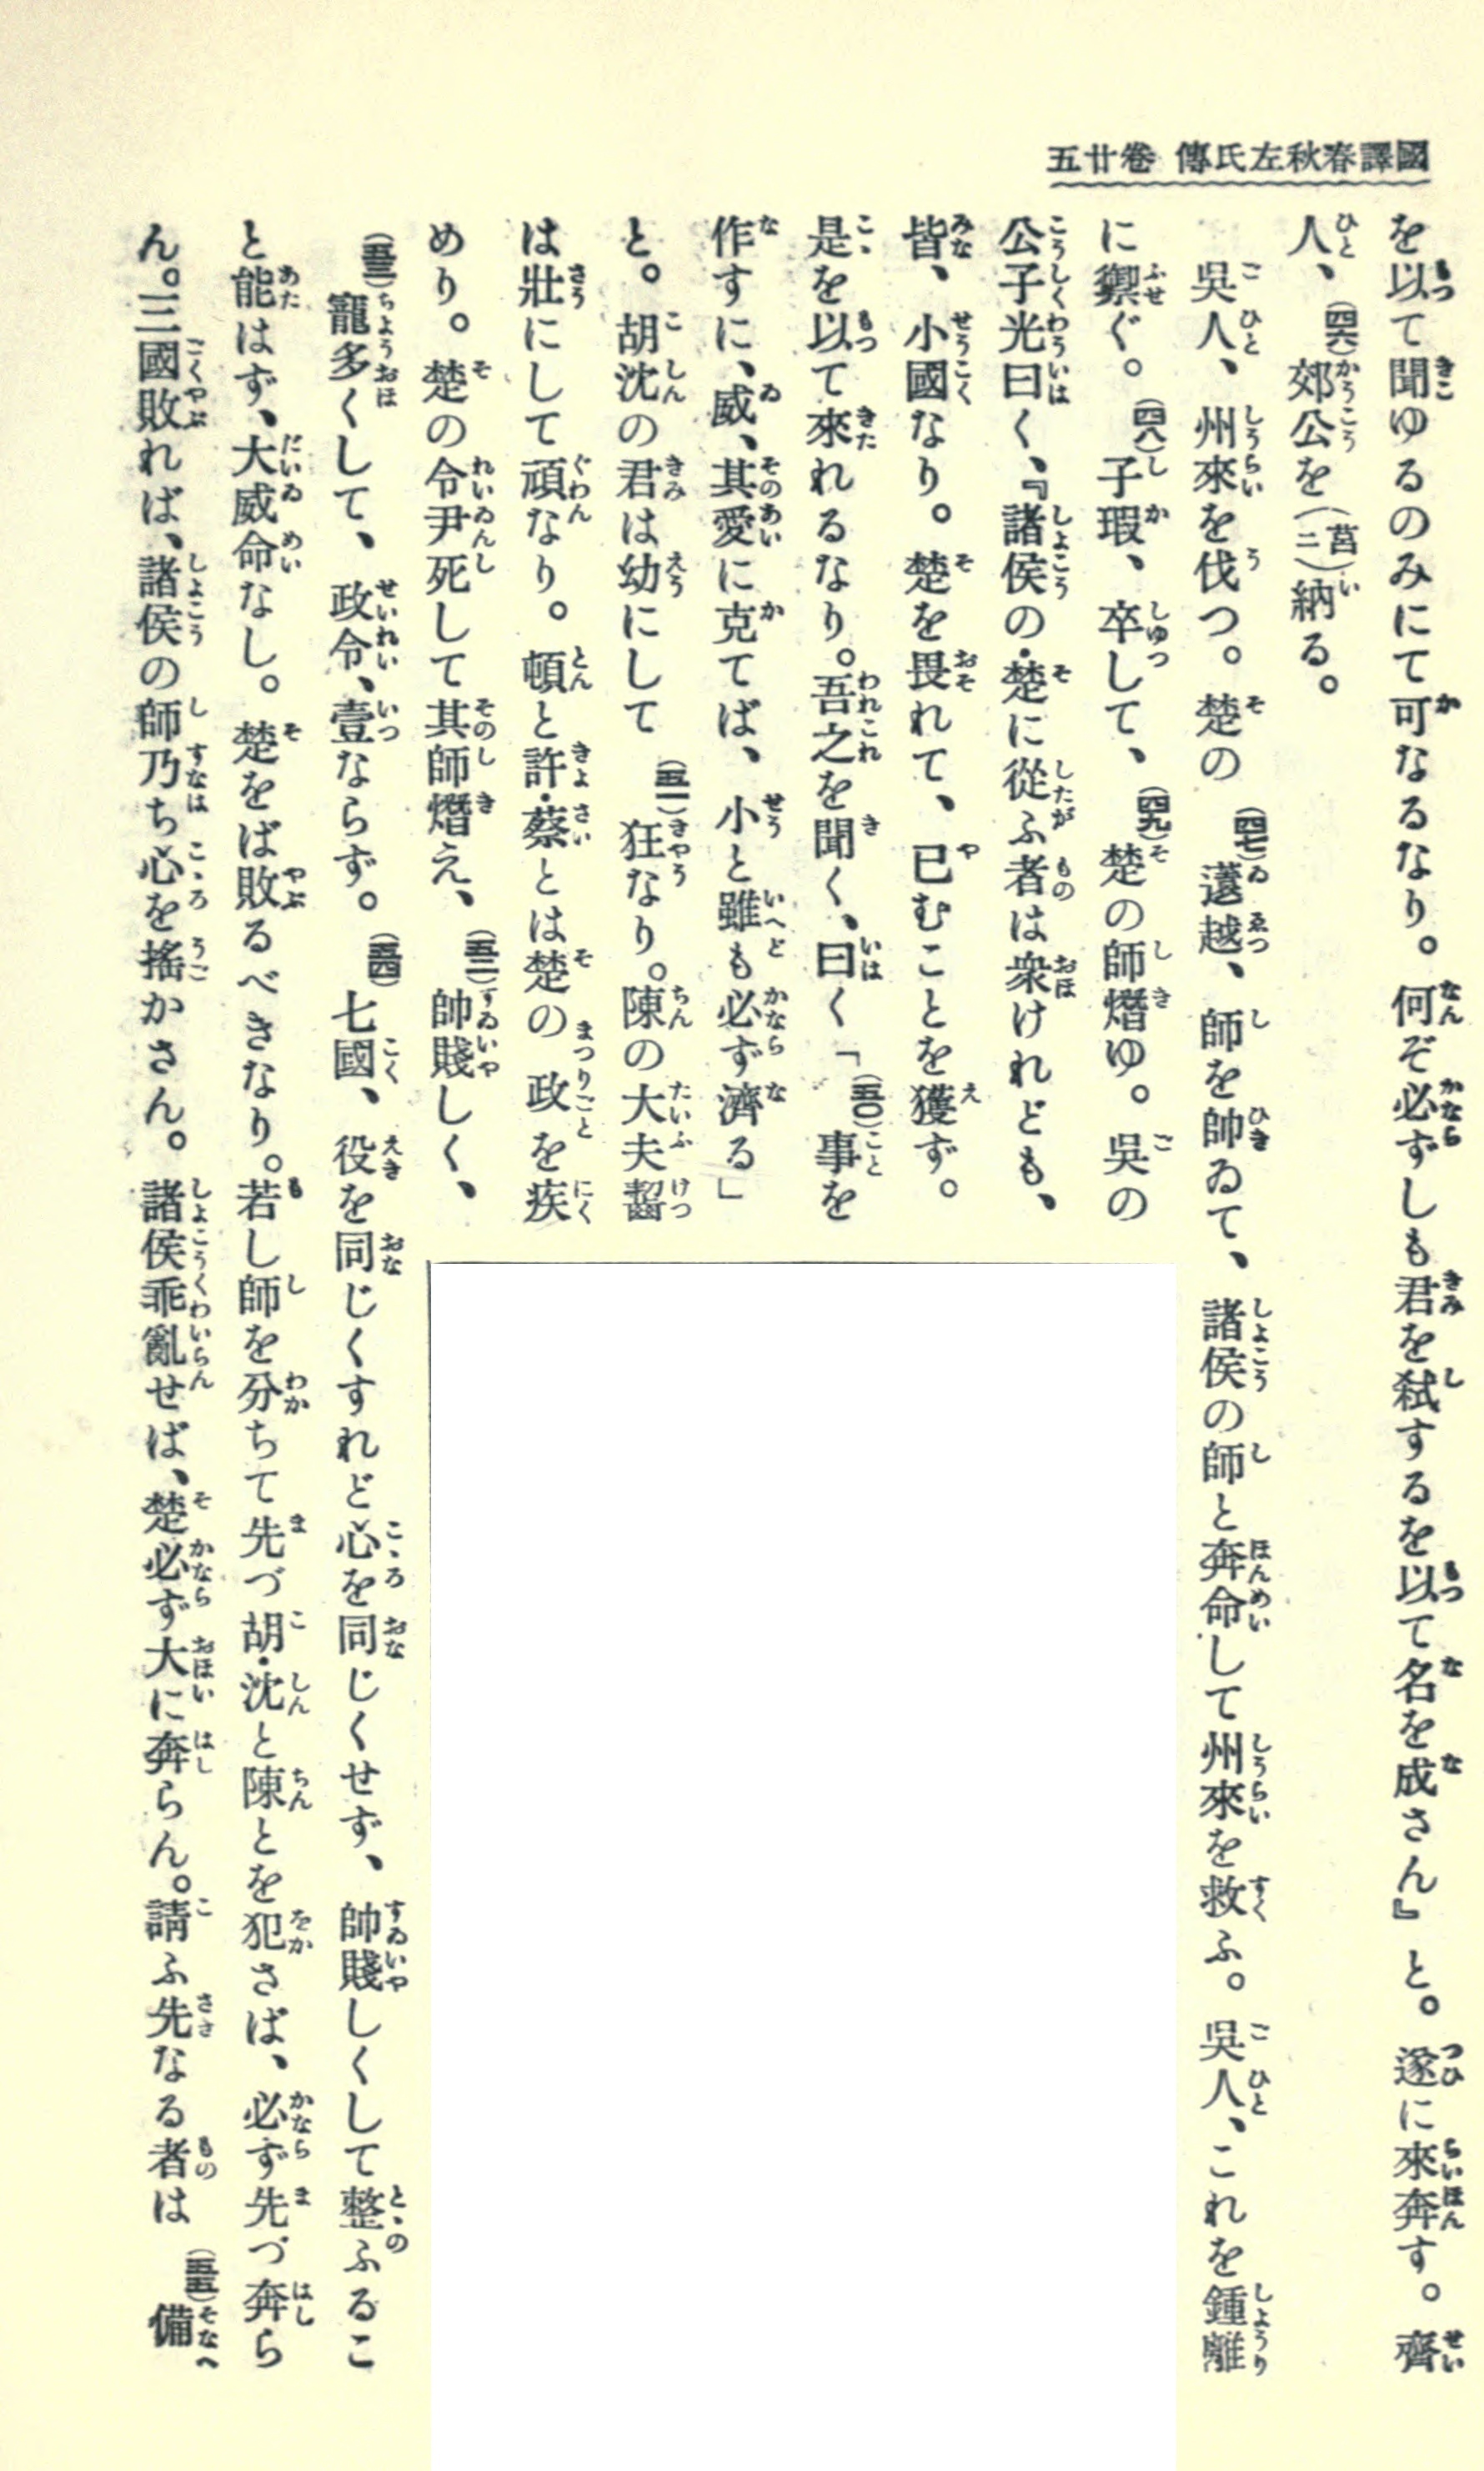 國譯春秋左氏傳 卷廿五
を以て聞ゆるのみにて可なるなり。何ぞ必ずしも君を弑するを以て名を成さん』と。遂に來奔す。齊
人、(四六)郊公を(莒ニ)納る。
吳人、州來を伐つ。楚の(四七)薳越、師を帥ゐて、諸侯の師と奔命して州來を救ふ。吳人、これを鍾離
に禦ぐ。(四八)子瑕、卒して、(四九)楚の師熸ゆ。吳の
公子光曰く、『諸侯の・楚に從ふ者は衆けれども、
皆、小國なり。楚を畏れて、已むことを獲ず。
是を以て來れるなり。吾之を聞く、曰く「(五〇)事を
作すに、威、其愛に克てば、小と雖も必ず濟る」
と。胡沈の君は幼にして(五一)狂なり。陳の大夫齧
は壯にして頑なり。頓と許・蔡とは楚の政を疾
めり。楚の令尹死して其師熸え、(五二)帥賤しく、
(五三)寵多くして、政令、壹ならず。(五四)七國、役を同じくすれど心を同じくせず、帥賤しくして整ふるこ
と能はず、大威命なし。楚をば敗るべきなり。若し師を分ちて先づ胡・沈と陳とを犯さば、必ず先づ奔ら
ん。三國敗れば、諸侯の師乃ち心を搖かさん。諸侯乖亂せば、楚必ず大に奔らん。請ふ先なる者は(五五)備